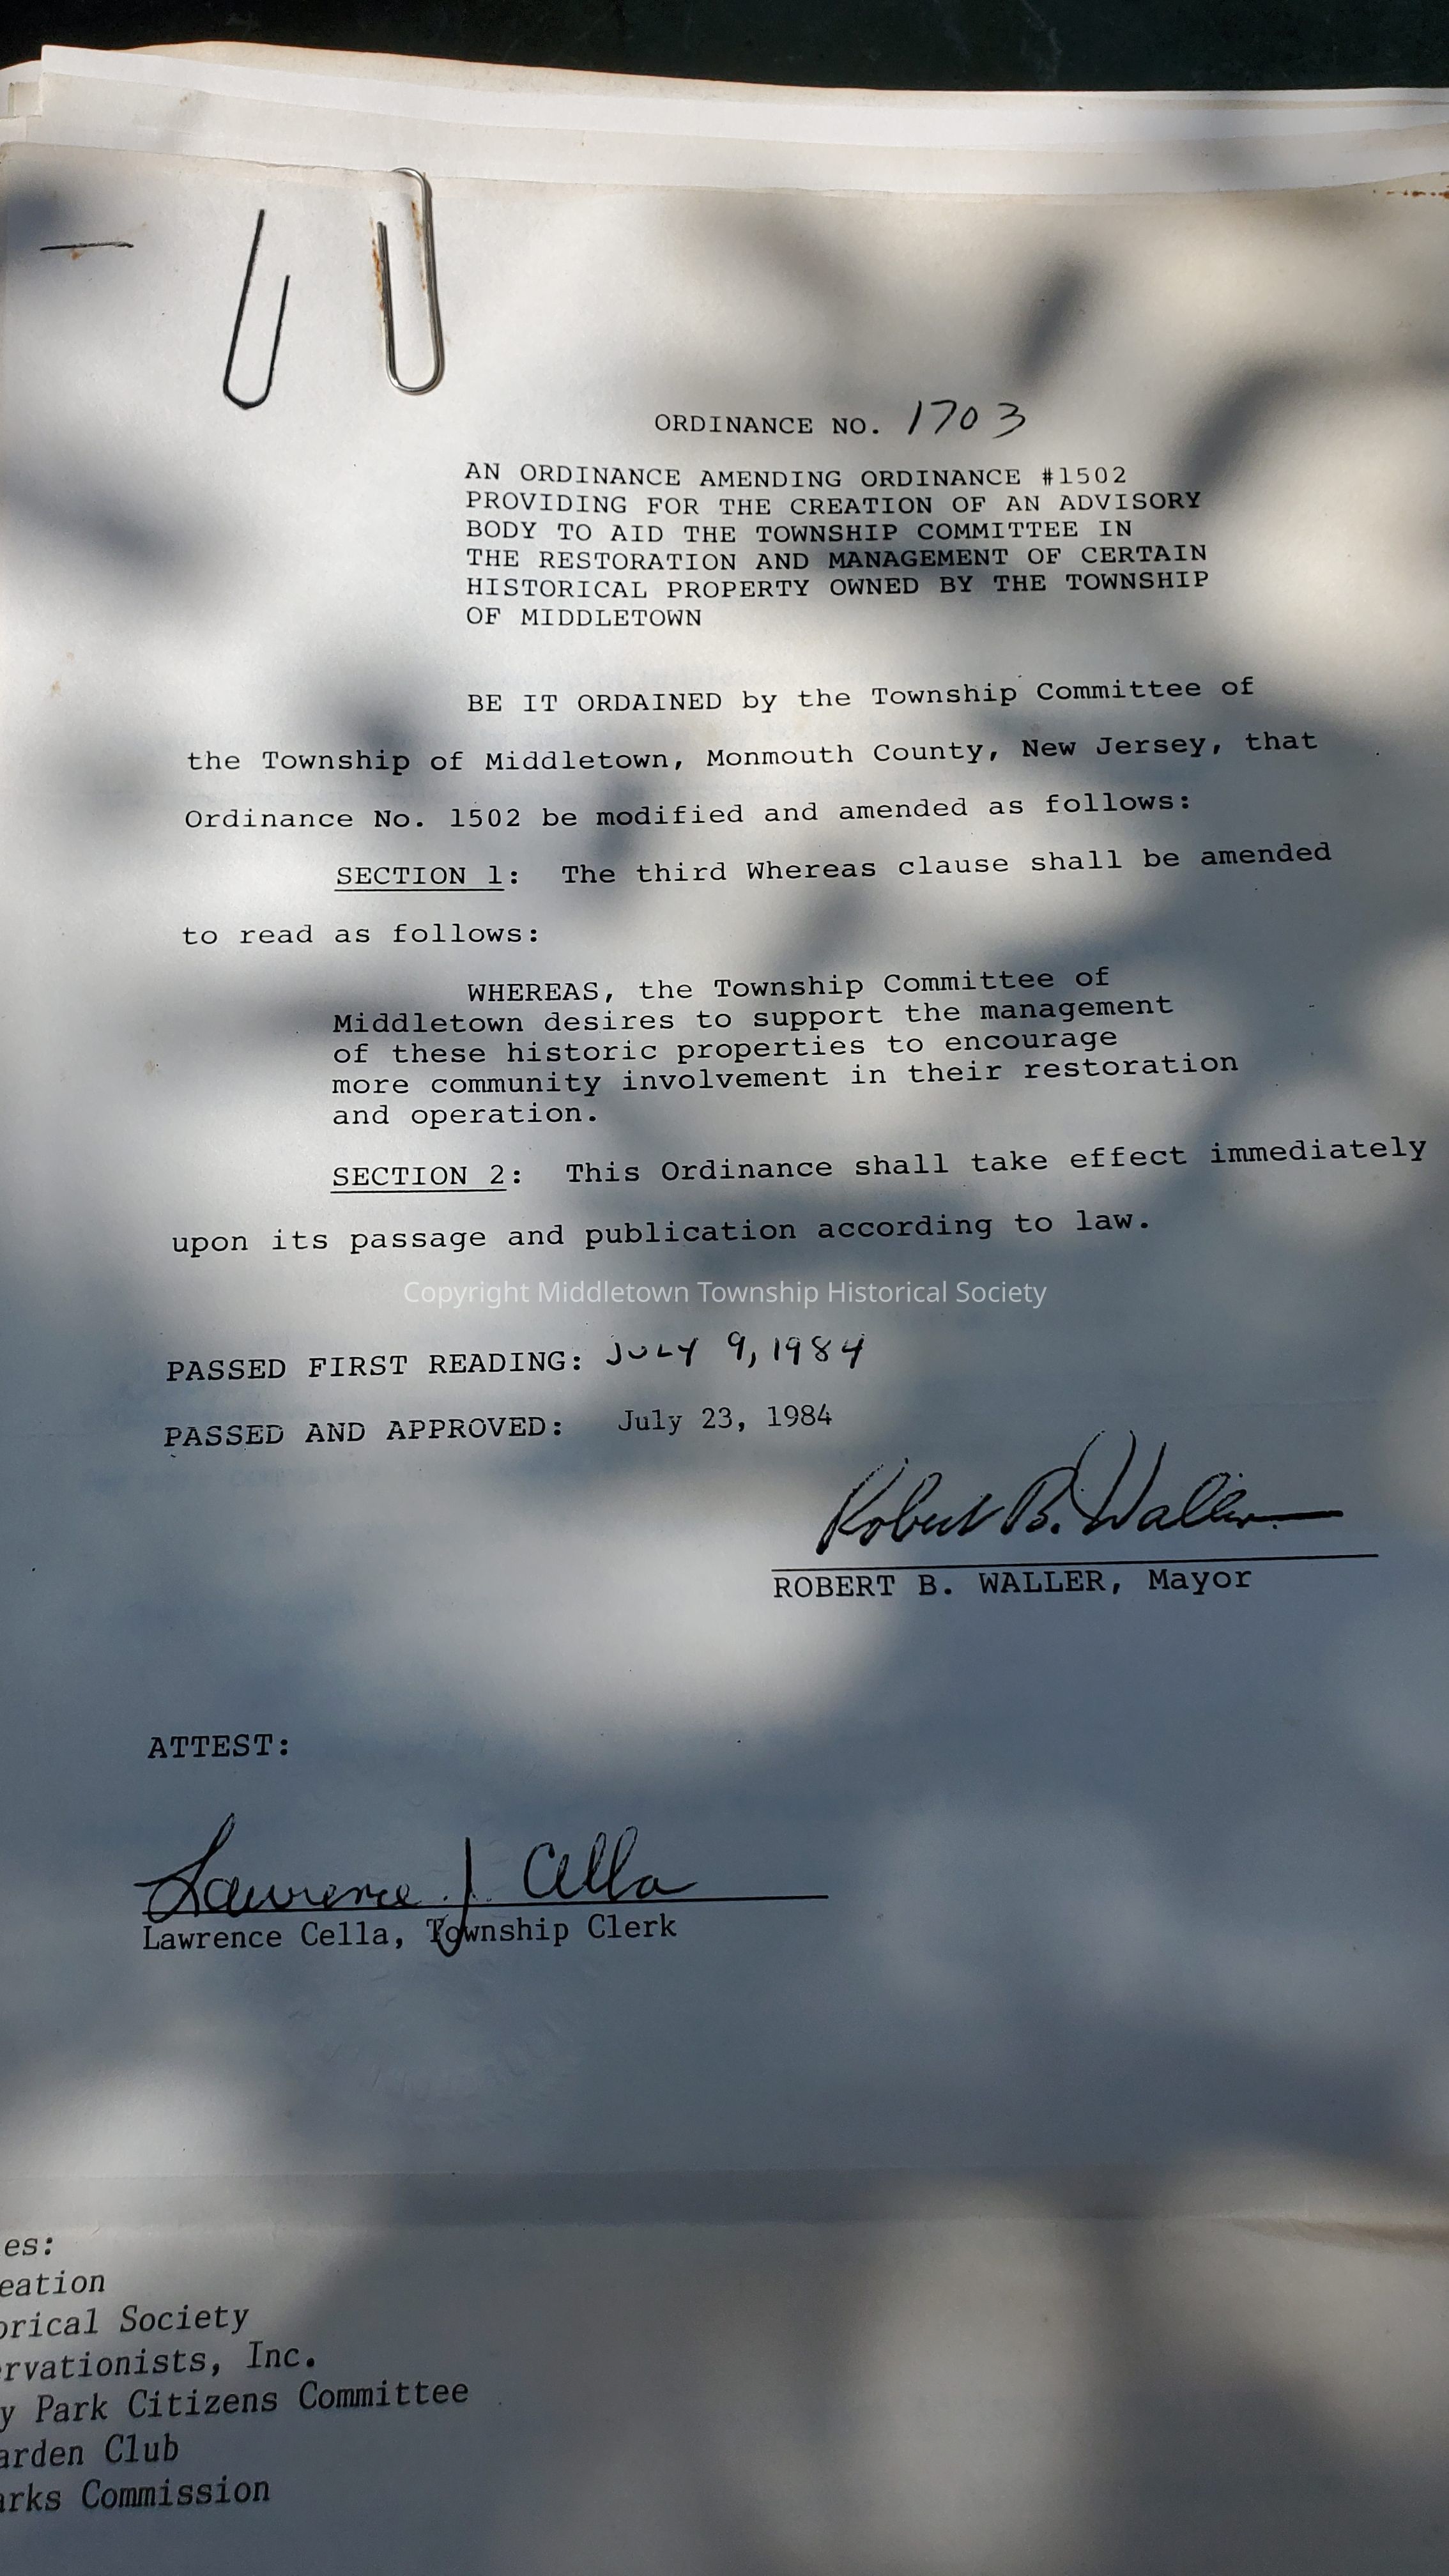 ORDINANCE NO. 1703
AN ORDINANCE AMENDING ORDINANCE #1502
PROVIDING FOR THE CREATION OF AN ADVISORY
BODY TO AID THE TOWNSHIP COMMITTEE IN
THE RESTORATION AND MANAGEMENT OF CERTAIN
HISTORICAL PROPERTY OWNED BY THE TOWNSHIP
OF MIDDLETOWN
BE IT ORDAINED by the Township Committee of
the Township of Middletown, Monmouth County, New Jersey, that
Ordinance No. 1502 be modified and amended as follows:
SECTION 1: The third Whereas clause shall be amended
to read as follows:
WHEREAS, the Township Committee of
Middletown desires to support the management
of these historic properties to encourage
more community involvement in their restoration
and operation.
SECTION 2: This Ordinance shall take effect immediately
upon its passage and publication according to law.
Copyright Middletown Township Historical Society
PASSED FIRST READING: JULY 9, 1984
PASSED AND APPROVED: July 23, 1984
Robert B. Waller
ROBERT B. WALLER, Mayor
ATTEST:
Lawrence J. Cella
Lawrence Cella, Township Clerk
es:
eation
orical Society
ervationists, Inc.
y Park Citizens Committee
arden Club
arks Commission